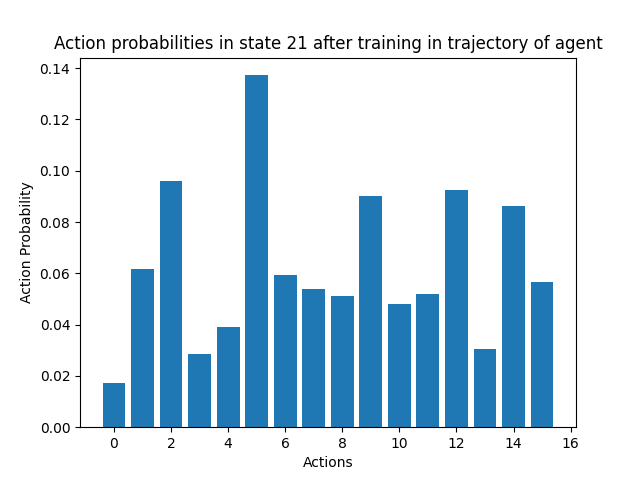 Action probabilities in state 21 after training in trajectory of agent
0.14
0.12
0.10
0.08
0.06
0.04
0.02
0.00
Action Probability
0 2 4 6 8 10 12 14 16
Actions